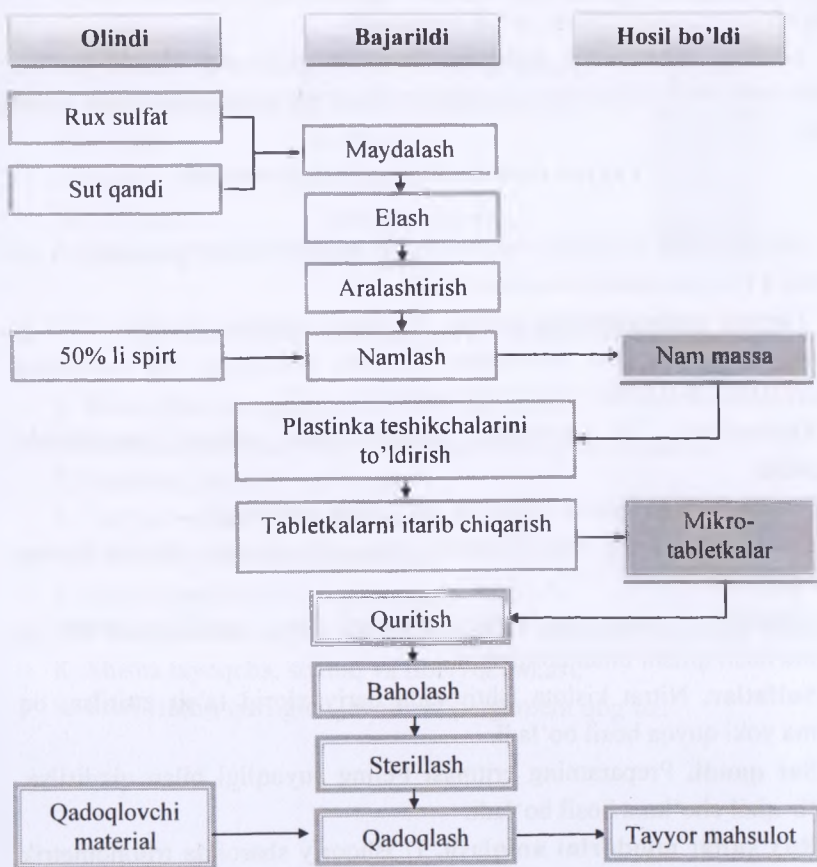 Olindi
Bajarildi
Hosil bo'ldi
Rux sulfat
Sut qandi
Maydalash
Elash
Aralashtirish
50% li spirt
Namlash
Nam massa
Plastinka teshikchalarini
to'ldirish
Tabletkalarni itarib chiqarish
Mikro-
tabletkalar
Quritish
Baholash
Sterillash
Qadoqlovchi
material
Qadoqlash
Tayyor mahsulot